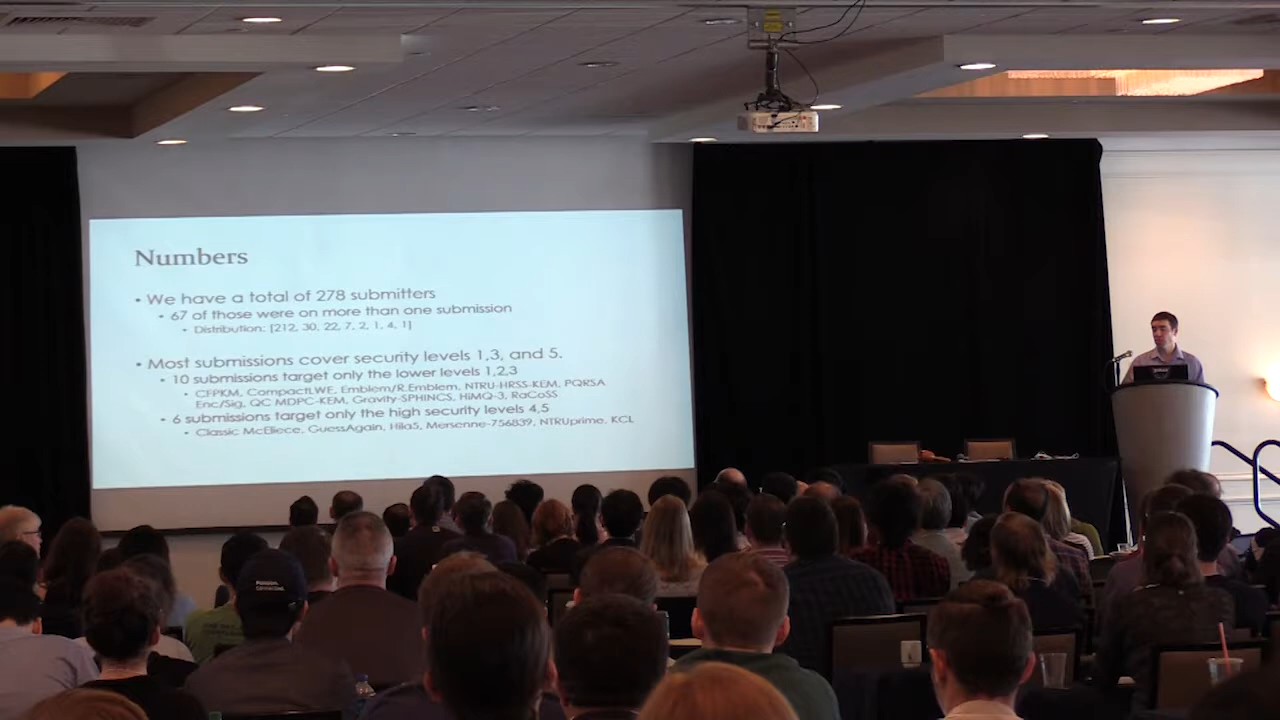 Numbers
• We have a total of 278 submitters
• 67 of those were on more than one submission
• Distribution: [212, 30, 22, 7, 2, 1, 4, 1]
• Most submissions cover security levels 1,3, and 5.
• 10 submissions target only the lower levels 1,2,3
• CFPKM, CompactLWE, Emblem/R.Emblem, NTRU-HRSS-KEM, PQRSA
Enc/Sig, QC MDPC-KEM, Gravity-SPHINCS, HiMQ-3, RaCoSS
• 6 submissions target only the high security levels 4,5
• Classic McEliece, GuessAgain, Hila5, Mersenne-756839, NTRUprime, KCL